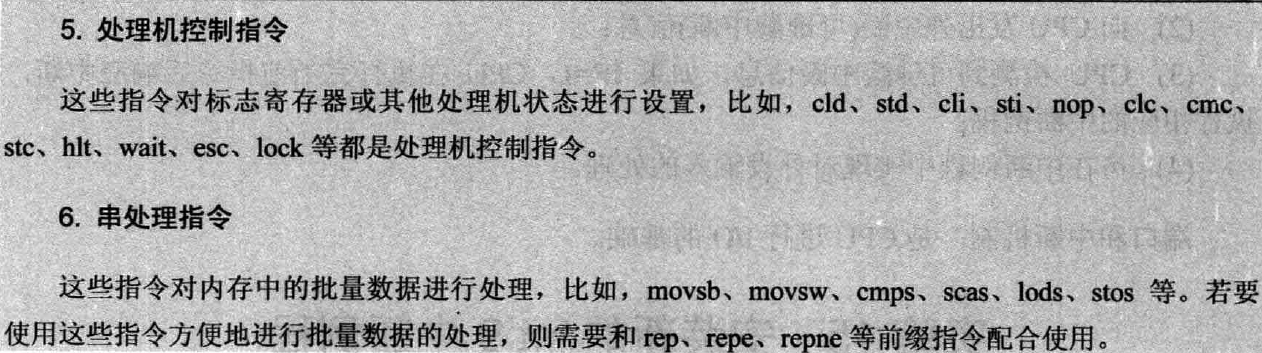 5. 处理机控制指令
这些指令对标志寄存器或其他处理机状态进行设置，比如，cld、std、cli、sti、nop、clc、cmc、
stc、hlt、wait、esc、lock 等都是处理机控制指令。
6. 串处理指令
这些指令对内存中的批量数据进行处理，比如，movsb、movsw、cmps、scas、lods、stos 等。若要
使用这些指令方便地进行批量数据的处理，则需要和 rep、repe、repne 等前缀指令配合使用。